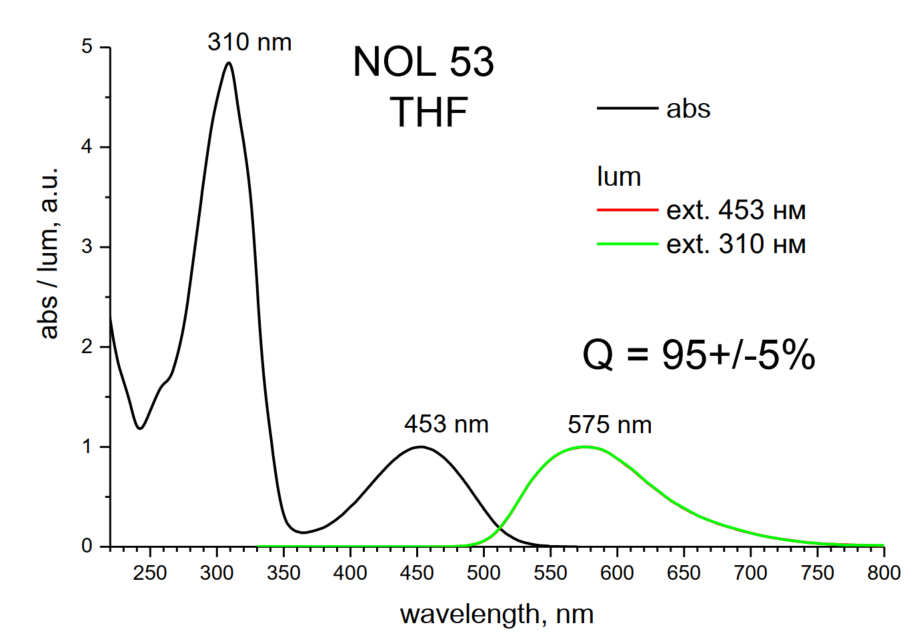 310 nm
NOL 53
THF
abs
lum
ext. 453 нм
ext. 310 нм
Q = 95+/-5%
453 nm
575 nm
abs / lum, a.u.
5
4
3
2
1
0
250 300 350 400 450 500 550 600 650 700 750 800
wavelength, nm